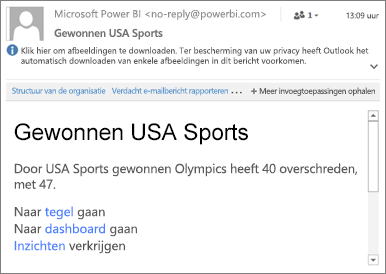 Microsoft Power BI <no-reply@powerbi.com>
1
13:09 uur
Gewonnen USA Sports
Klik hier om afbeeldingen te downloaden. Ter bescherming van uw privacy heeft Outlook het
automatisch downloaden van enkele afbeeldingen in dit bericht voorkomen.
Structuur van de organisatie Verdacht e-mailbericht rapporteren ... + Meer invoegtoepassingen ophalen
Gewonnen USA Sports
Door USA Sports gewonnen Olympics heeft 40 overschreden,
met 47.
Naar tegel gaan
Naar dashboard gaan
Inzichten verkrijgen